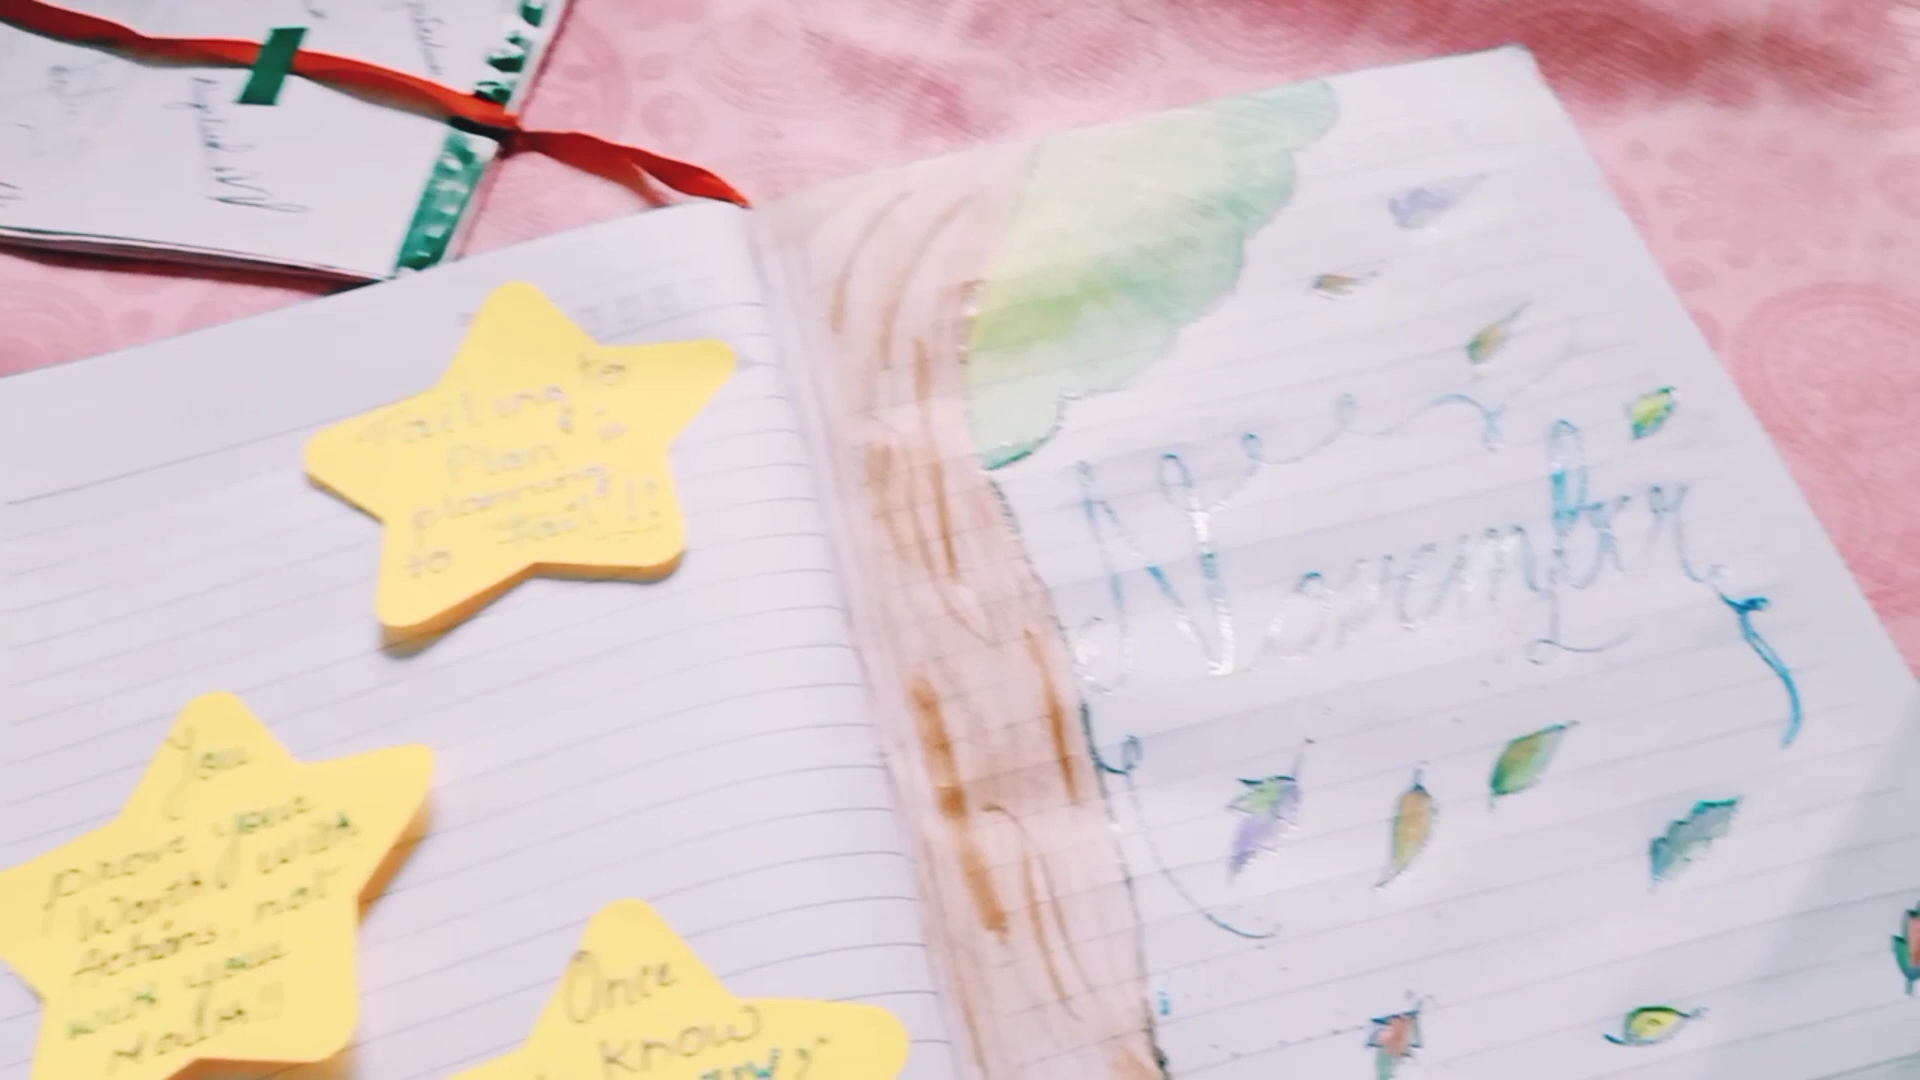 Failing to
Plan is
planning
to Fail!!
You
prove your
Worth with
Actions, not
with your
Mouth!!
Once
know
November